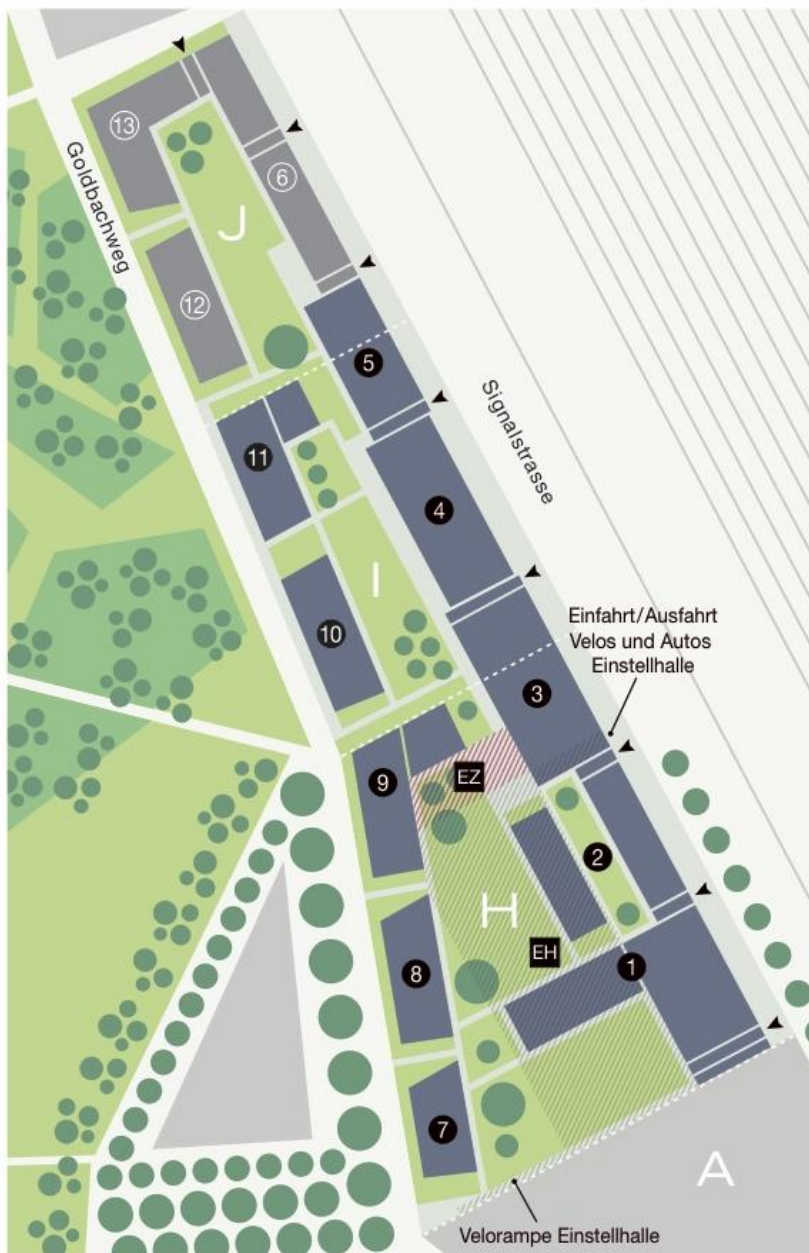 13
Goldbachweg
6
J
12
5
Signalstrasse
11
4
I
Einfahrt/Ausfahrt
Velos und Autos
Einstellhalle
10
3
EZ
9
2
H
EH
1
8
7
A
Velorampe Einstellhalle